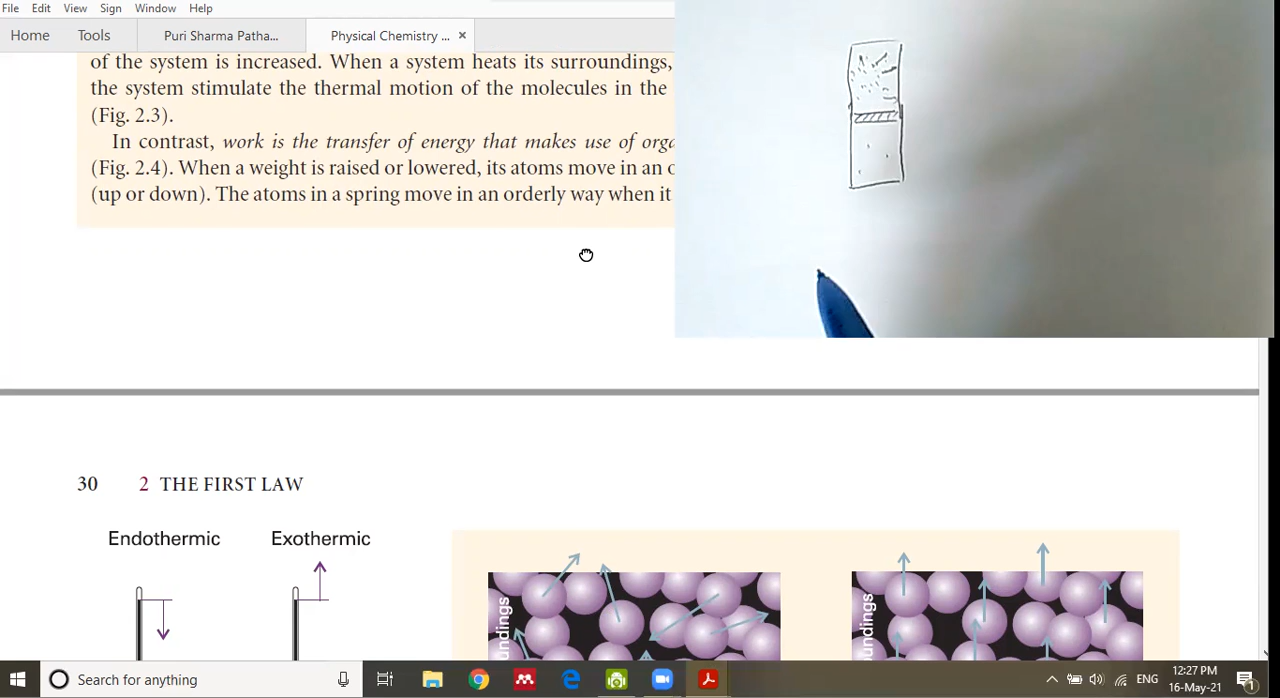 File Edit View Sign Window Help
Home Tools Puri Sharma Patha... Physical Chemistry ... ×
of the system is increased. When a system heats its surroundings,
the system stimulate the thermal motion of the molecules in the
(Fig. 2.3).
In contrast, work is the transfer of energy that makes use of orga
(Fig. 2.4). When a weight is raised or lowered, its atoms move in an o
(up or down). The atoms in a spring move in an orderly way when it
30 2 THE FIRST LAW
Endothermic Exothermic
oundings
Search for anything
ENG
12:27 PM
16-May-21
1